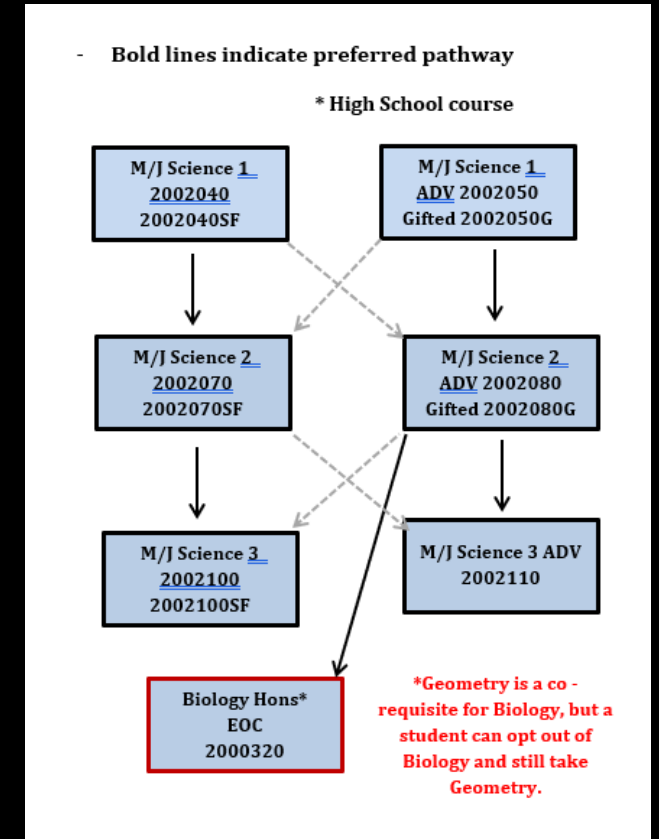 - Bold lines indicate preferred pathway
* High School course
M/J Science 1
2002040
2002040SF
M/J Science 1
ADV 2002050
Gifted 2002050G
M/J Science 2
2002070
2002070SF
M/J Science 2
ADV 2002080
Gifted 2002080G
M/J Science 3
2002100
2002100SF
M/J Science 3 ADV
2002110
Biology Hons*
EOC
2000320
*Geometry is a co -
requisite for Biology, but a
student can opt out of
Biology and still take
Geometry.